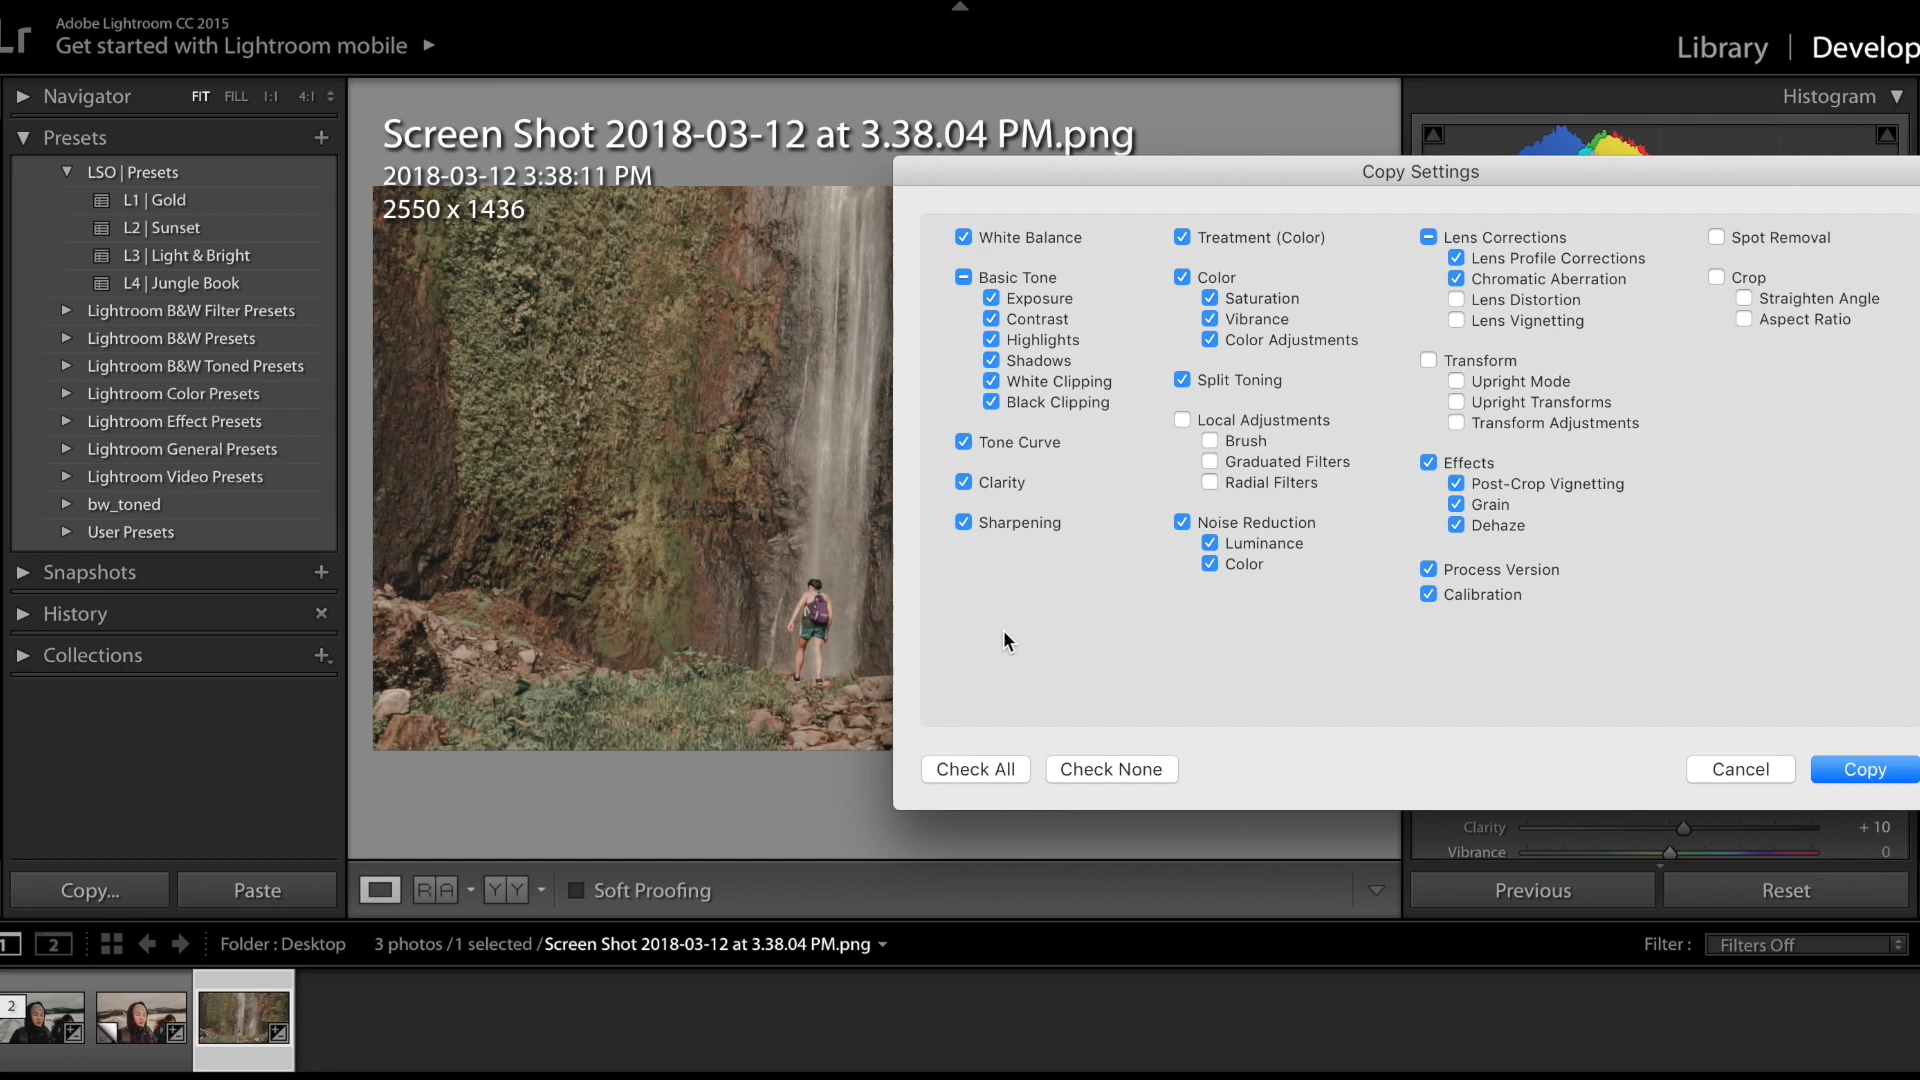 Lr
Adobe Lightroom CC 2015
Get started with Lightroom mobile
Library | Develop
Navigator FIT FILL 1:1 4:1
Presets
LSO | Presets
L1 | Gold
L2 | Sunset
L3 | Light & Bright
L4 | Jungle Book
Lightroom B&W Filter Presets
Lightroom B&W Presets
Lightroom B&W Toned Presets
Lightroom Color Presets
Lightroom Effect Presets
Lightroom General Presets
Lightroom Video Presets
bw_toned
User Presets
Snapshots
History
Collections
Copy... Paste
Screen Shot 2018-03-12 at 3.38.04 PM.png
2018-03-12 3:38:11 PM
2550 x 1436
Histogram
Copy Settings
White Balance
Basic Tone
Exposure
Contrast
Highlights
Shadows
White Clipping
Black Clipping
Tone Curve
Clarity
Sharpening
Treatment (Color)
Color
Saturation
Vibrance
Color Adjustments
Split Toning
Local Adjustments
Brush
Graduated Filters
Radial Filters
Noise Reduction
Luminance
Color
Lens Corrections
Lens Profile Corrections
Chromatic Aberration
Lens Distortion
Lens Vignetting
Transform
Upright Mode
Upright Transforms
Transform Adjustments
Effects
Post-Crop Vignetting
Grain
Dehaze
Process Version
Calibration
Spot Removal
Crop
Straighten Angle
Aspect Ratio
Check All Check None Cancel Copy
Clarity + 10
Vibrance 0
R A Y Y Soft Proofing
Previous Reset
1 2 Folder : Desktop 3 photos / 1 selected / Screen Shot 2018-03-12 at 3.38.04 PM.png
Filter : Filters Off
2